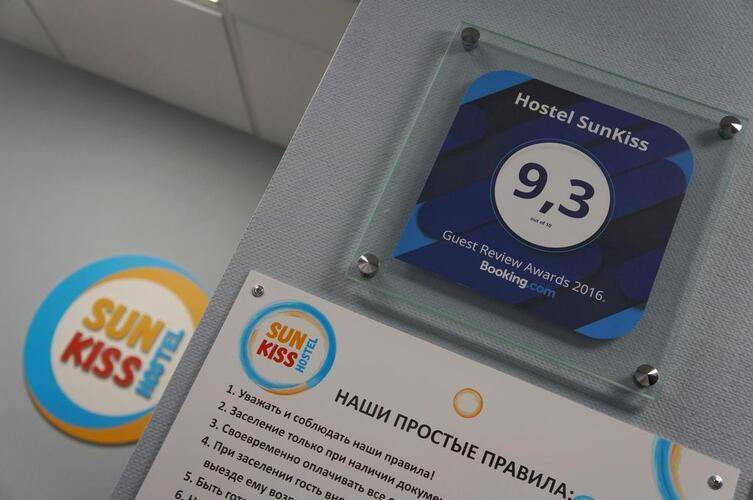 Hostel SunKiss
9,3
out of 10
Guest Review Awards 2016.
Booking.com
SUN
KISS
HOSTEL
SUN
KISS
HOSTEL
НАШИ ПРОСТЫЕ ПРАВИЛА:
1. Уважать и соблюдать наши правила!
2. Заселение только при наличии
3. Своевременно оплачивать все
4. При заселении гость
выезде ему
5. Быть
6.